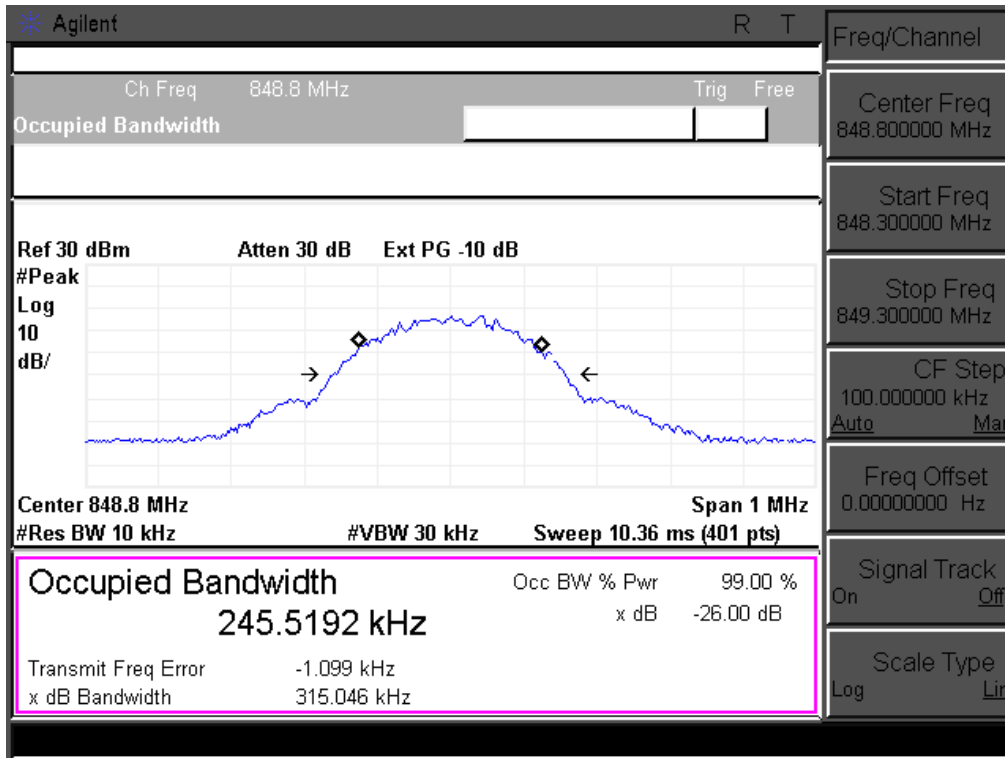 Agilent R T
Ch Freq 848.8 MHz Trig Free
Occupied Bandwidth
Ref 30 dBm Atten 30 dB Ext PG -10 dB
#Peak
Log
10
dB/
Center 848.8 MHz Span 1 MHz
#Res BW 10 kHz #VBW 30 kHz Sweep 10.36 ms (401 pts)
Occupied Bandwidth Occ BW % Pwr 99.00 %
245.5192 kHz x dB -26.00 dB
Transmit Freq Error -1.099 kHz
x dB Bandwidth 315.046 kHz
Freq/Channel
Center Freq
848.800000 MHz
Start Freq
848.300000 MHz
Stop Freq
849.300000 MHz
CF Step
100.000000 kHz
Auto Man
Freq Offset
0.00000000 Hz
Signal Track
On Off
Scale Type
Log Lin